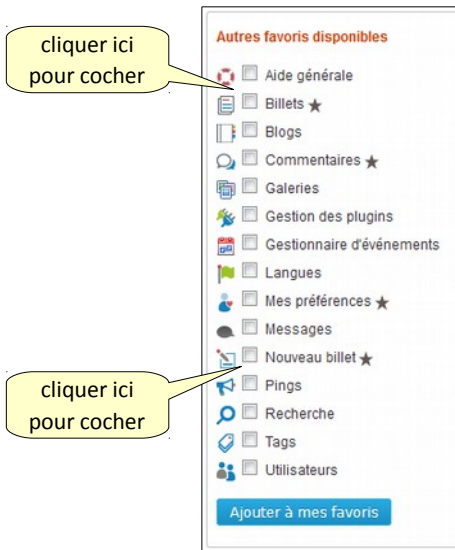 cliquer ici
pour cocher
Autres favoris disponibles
Aide générale
Billets ★
Blogs
Commentaires ★
Galeries
Gestion des plugins
Gestionnaire d'événements
Langues
Mes préférences ★
Messages
Nouveau billet ★
cliquer ici
pour cocher
Pings
Recherche
Tags
Utilisateurs
Ajouter à mes favoris